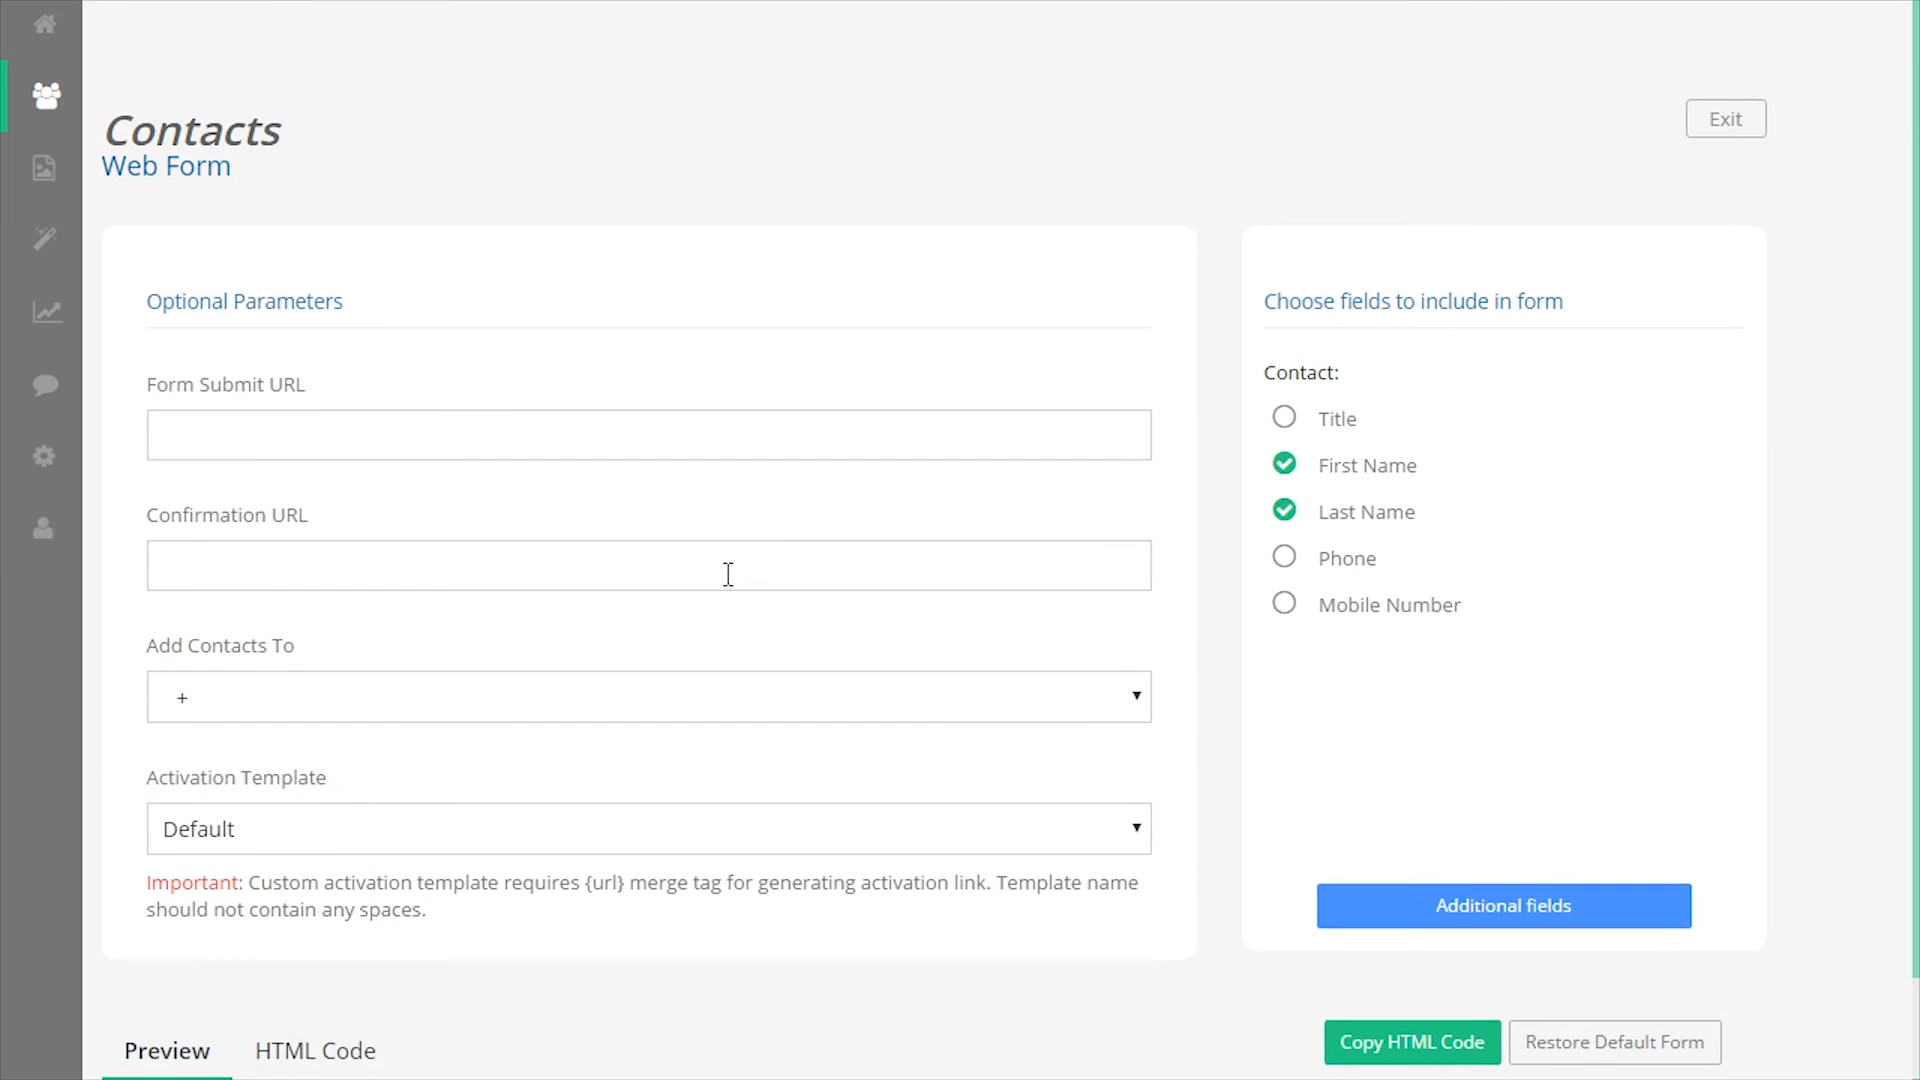 Contacts
Web Form
Exit
Optional Parameters
Form Submit URL
Confirmation URL
Add Contacts To
+
Activation Template
Default
Important: Custom activation template requires {url} merge tag for generating activation link. Template name
should not contain any spaces.
Choose fields to include in form
Contact:
Title
First Name
Last Name
Phone
Mobile Number
Additional fields
Preview
HTML Code
Copy HTML Code
Restore Default Form